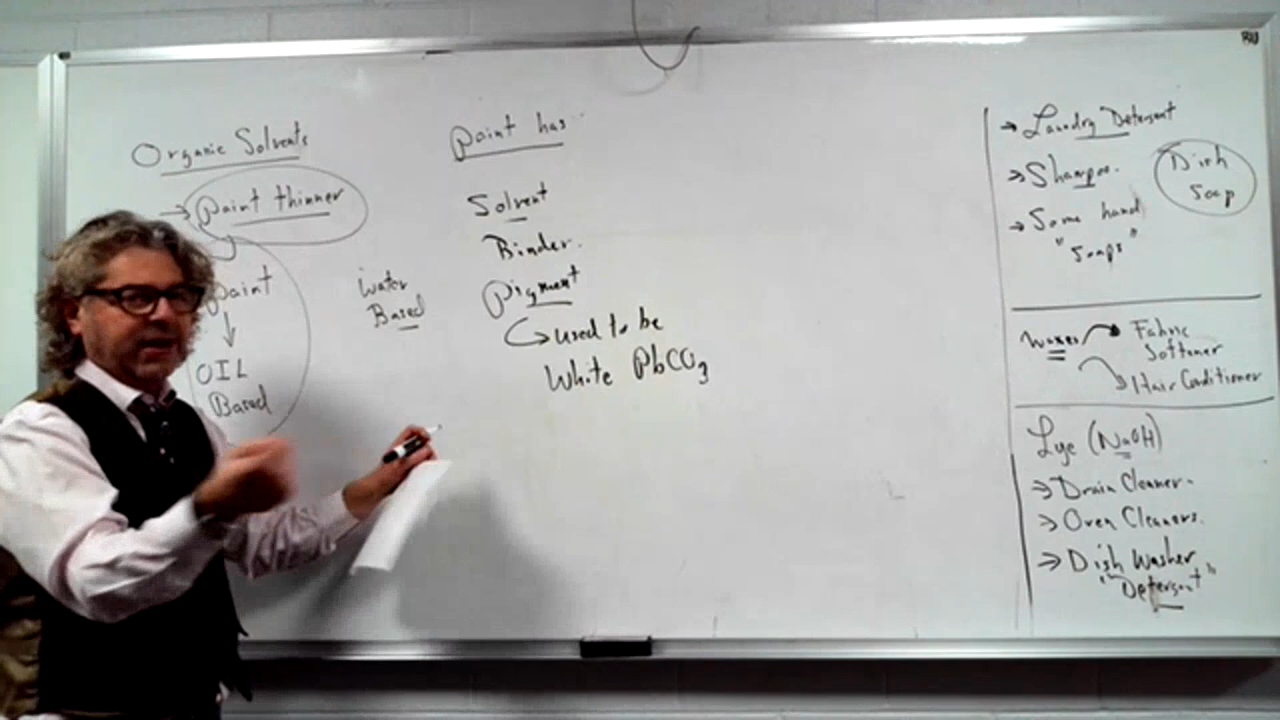 Organic Solvents
→ Paint thinner
Paint
↓
OIL
Based
Water
Based
Paint has
Solvent
Binder
Pigment
used to be
White PbCO3
→ Laundry Detergent
→ Shampoo.
→ Some hand
"Soaps"
Dish
Soap
Waxes → Fabric
Softener
→ Hair Conditioner
Lye (NaOH)
→ Drain Cleaner
→ Oven Cleaners.
→ Dish Washer
"Detergent"